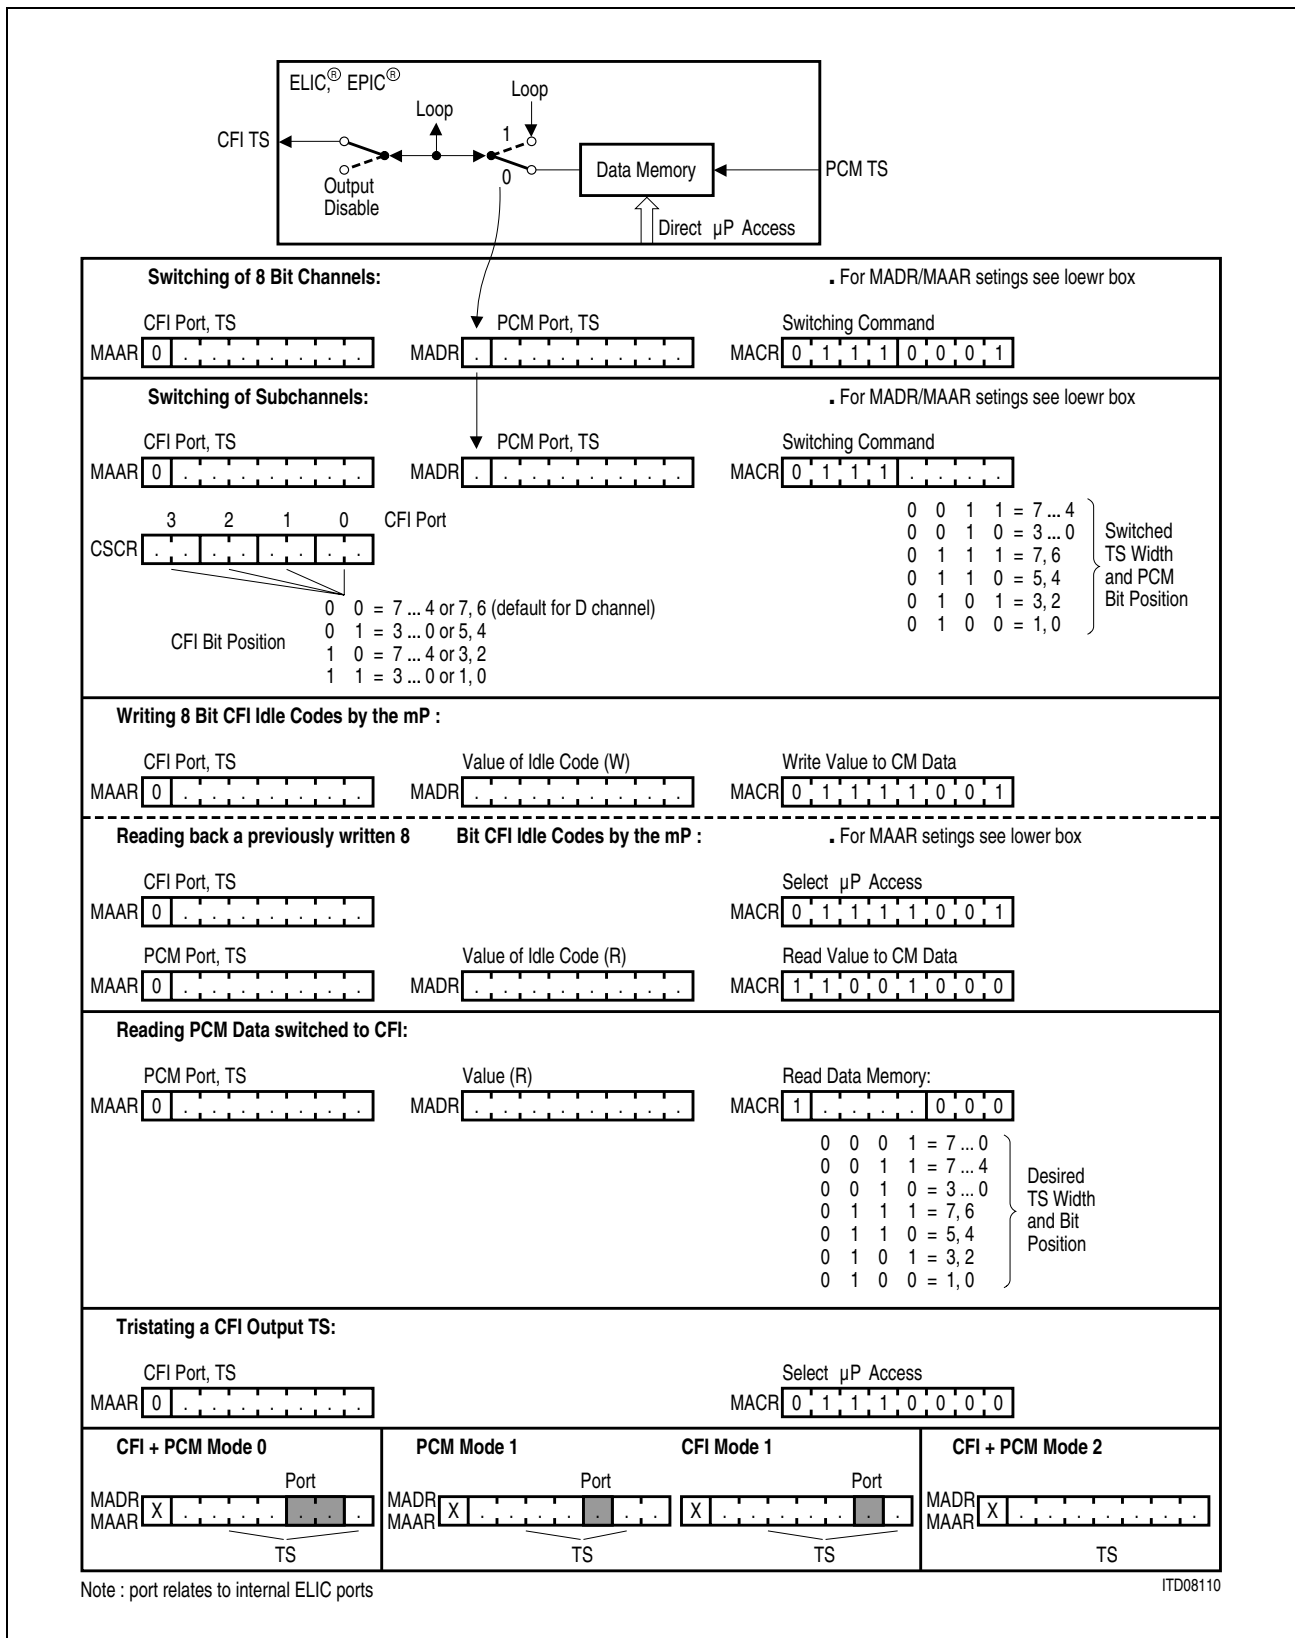 ELIC,® EPIC®
Loop
Loop
CFI TS
1
0
Data Memory
PCM TS
Output
Disable
Direct µP Access
Switching of 8 Bit Channels:
. For MADR/MAAR setings see loewr box
CFI Port, TS
PCM Port, TS
Switching Command
MAAR 0 . . . . . . .
MADR . . . . . . . .
MACR 0 1 1 1 0 0 0 1
Switching of Subchannels:
. For MADR/MAAR setings see loewr box
CFI Port, TS
PCM Port, TS
Switching Command
MAAR 0 . . . . . . .
MADR . . . . . . . .
MACR 0 1 1 1 . . . .
3 2 1 0 CFI Port
CSCR . . . . . . . .
0 0 = 7 ... 4 or 7, 6 (default for D channel)
0 1 = 3 ... 0 or 5, 4
1 0 = 7 ... 4 or 3, 2
1 1 = 3 ... 0 or 1, 0
CFI Bit Position
0 0 1 1 = 7 ... 4
0 0 1 0 = 3 ... 0
0 1 1 1 = 7, 6
0 1 1 0 = 5, 4
0 1 0 1 = 3, 2
0 1 0 0 = 1, 0
Switched
TS Width
and PCM
Bit Position
Writing 8 Bit CFI Idle Codes by the mP :
CFI Port, TS
Value of Idle Code (W)
Write Value to CM Data
MAAR 0 . . . . . . .
MADR . . . . . . . .
MACR 0 1 1 1 1 0 0 1
Reading back a previously written 8 Bit CFI Idle Codes by the mP :
. For MAAR setings see lower box
CFI Port, TS
Select µP Access
MAAR 0 . . . . . . .
MACR 0 1 1 1 1 0 0 1
PCM Port, TS
Value of Idle Code (R)
Read Value to CM Data
MAAR 0 . . . . . . .
MADR . . . . . . . .
MACR 1 1 0 0 1 0 0 0
Reading PCM Data switched to CFI:
PCM Port, TS
Value (R)
Read Data Memory:
MAAR 0 . . . . . . .
MADR . . . . . . . .
MACR 1 . . . . 0 0 0
0 0 0 1 = 7 ... 0
0 0 1 1 = 7 ... 4
0 0 1 0 = 3 ... 0
0 1 1 1 = 7, 6
0 1 1 0 = 5, 4
0 1 0 1 = 3, 2
0 1 0 0 = 1, 0
Desired
TS Width
and Bit
Position
Tristating a CFI Output TS:
CFI Port, TS
Select µP Access
MAAR 0 . . . . . . .
MACR 0 1 1 1 0 0 0 0
CFI + PCM Mode 0
Port
MADR
MAAR
X . . . . . . .
TS
PCM Mode 1
Port
MADR
MAAR
X . . . . . . .
TS
CFI Mode 1
Port
X . . . . . . .
TS
CFI + PCM Mode 2
MADR
MAAR
X . . . . . . .
TS
Note : port relates to internal ELIC ports
ITD08110